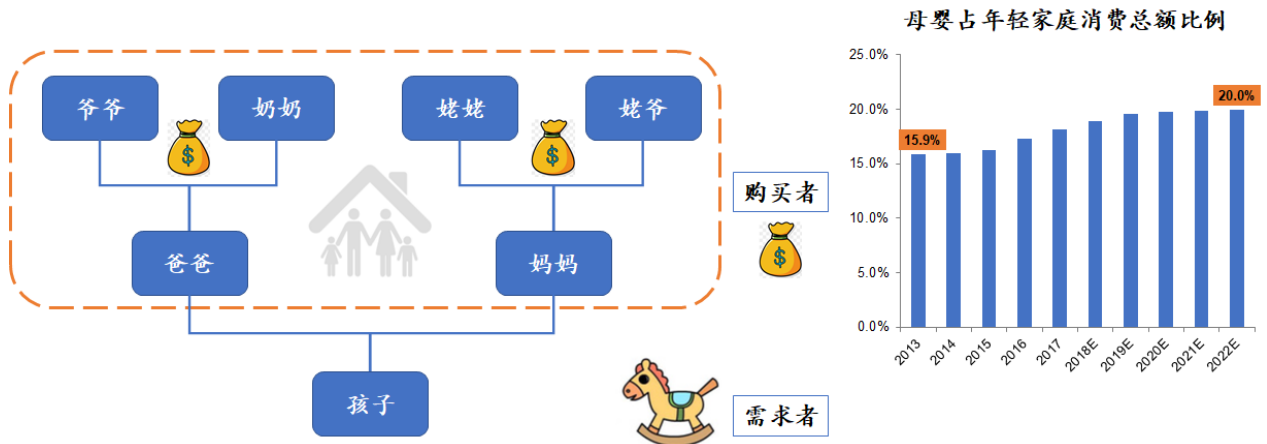 爷爷
奶奶
姥姥
姥爷
购买者
爸爸
妈妈
孩子
需求者
母婴占年轻家庭消费总额比例
25.0%
20.0%
15.0%
10.0%
5.0%
0.0%
15.9%
20.0%
2013
2014
2015
2016
2017
2018E
2019E
2020E
2021E
2022E
$
$
$